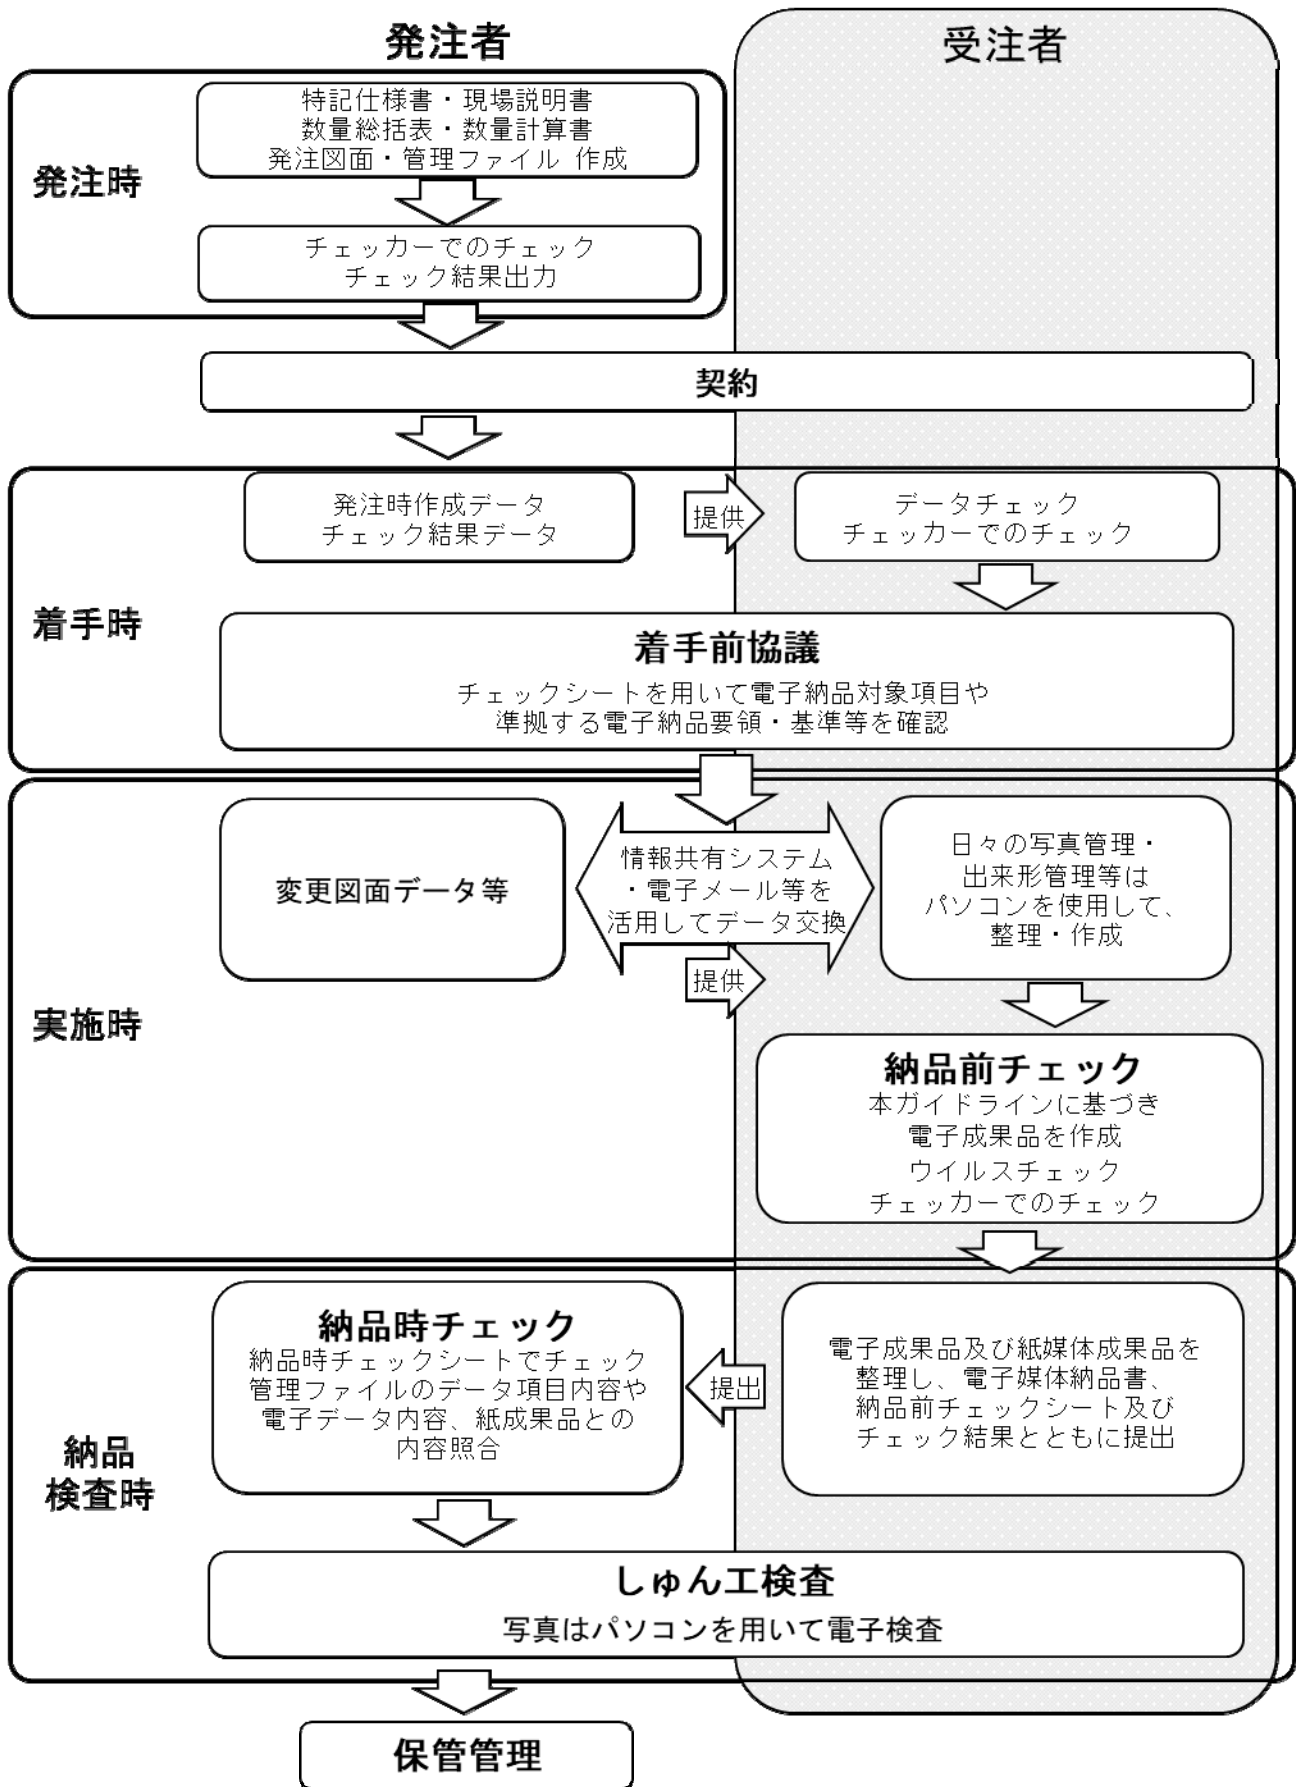 発注者
受注者
発注時
特記仕様書・現場説明書
数量総括表・数量計算書
発注図面・管理ファイル 作成
チェッカーでのチェック
チェック結果出力
契約
着手時
発注時作成データ
チェック結果データ
提供
データチェック
チェッカーでのチェック
着手前協議
チェックシートを用いて電子納品対象項目や
準拠する電子納品要領・基準等を確認
実施時
変更図面データ等
情報共有システム
・電子メール等を
活用してデータ交換
提供
日々の写真管理・
出来形管理等は
パソコンを使用して、
整理・作成
納品前チェック
本ガイドラインに基づき
電子成果品を作成
ウイルスチェック
チェッカーでのチェック
納品
検査時
納品時チェック
納品時チェックシートでチェック
管理ファイルのデータ項目内容や
電子データ内容、紙成果品との
内容照合
提出
電子成果品及び紙媒体成果品を
整理し、電子媒体納品書、
納品前チェックシート及び
チェック結果とともに提出
しゅん工検査
写真はパソコンを用いて電子検査
保管管理